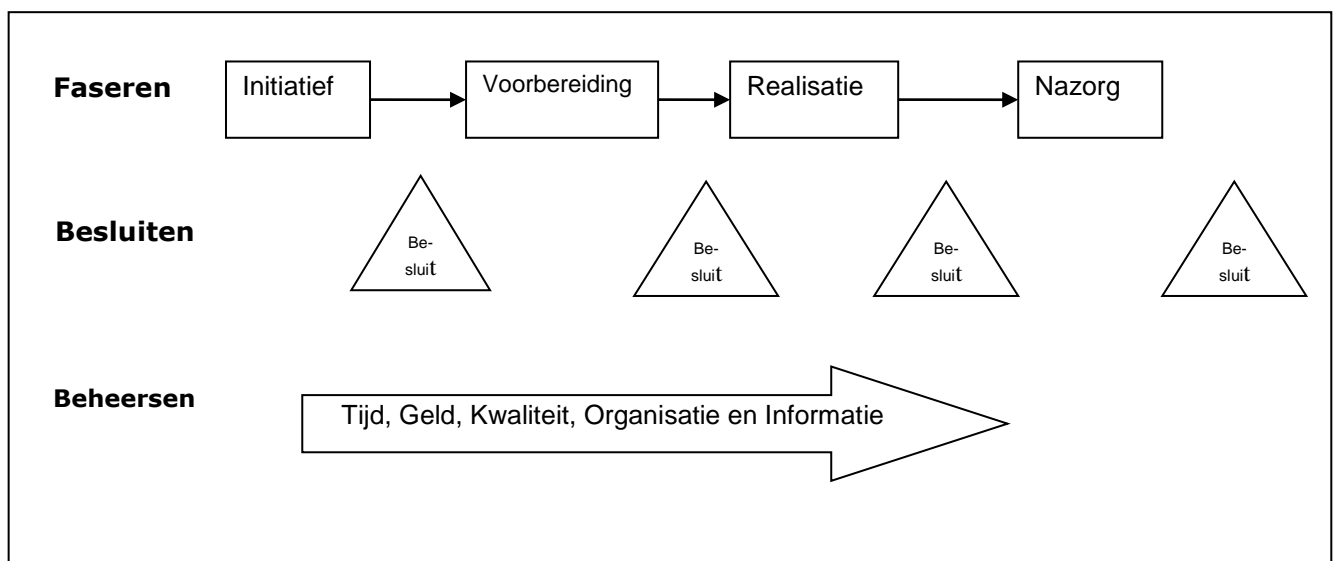 Faseren
Initiatief
Voorbereiding
Realisatie
Nazorg
Besluiten
Be-
sluit
Be-
sluit
Be-
sluit
Be-
sluit
Beheersen
Tijd, Geld, Kwaliteit, Organisatie en Informatie